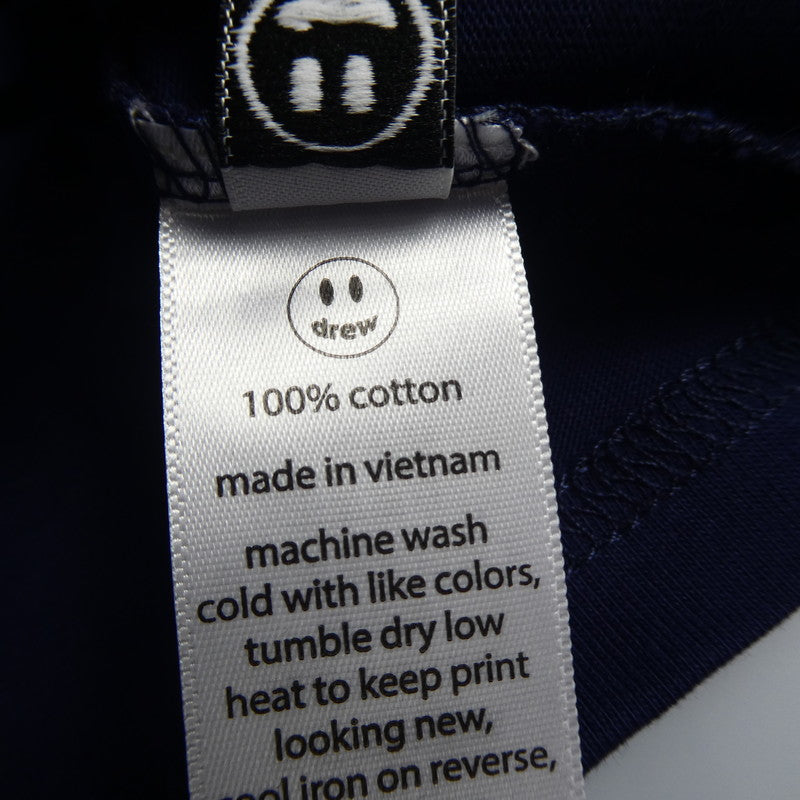 drew
100% cotton
made in vietnam
machine wash
cold with like colors,
tumble dry low
heat to keep print
looking new,
cool iron on reverse,